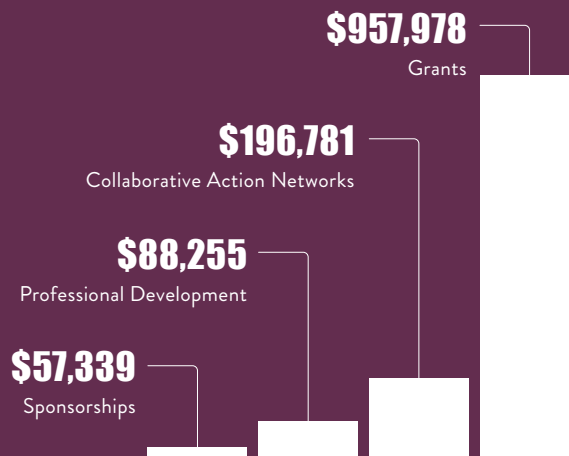 $957,978
Grants
$196,781
Collaborative Action Networks
$88,255
Professional Development
$57,339
Sponsorships